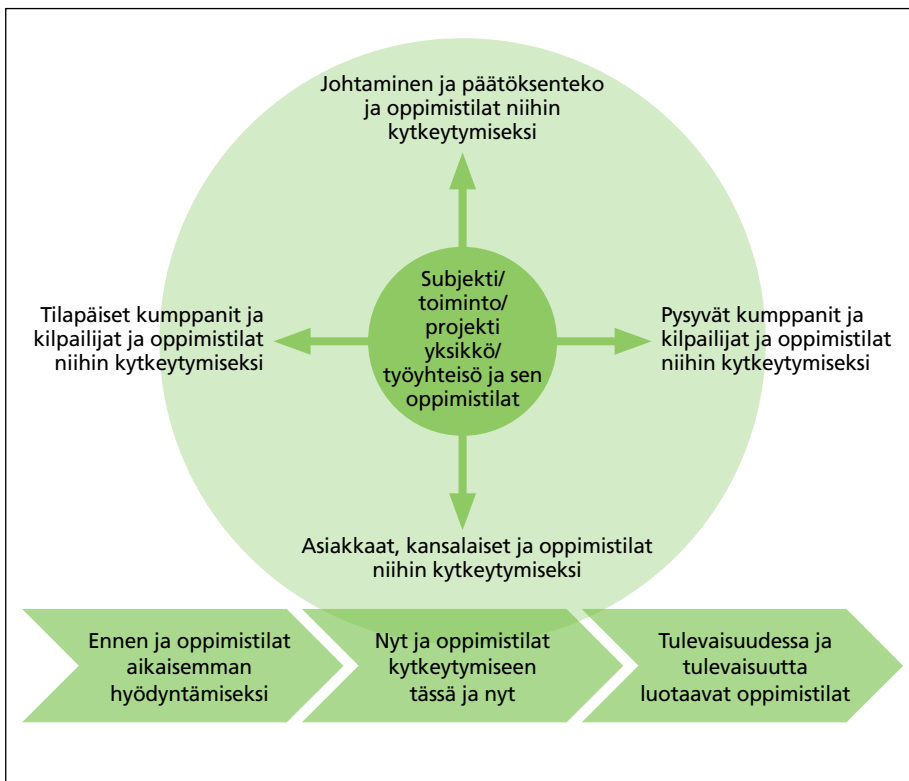 Johtaminen ja päätöksenteko
ja oppimistilat niihin
kytkeytymiseksi
Tilapäiset kumppanit ja
kilpailijat ja oppimistilat
niihin kytkeytymiseksi
Subjekti/
toiminto/
projekti
yksikkö/
työyhteisö ja sen
oppimistilat
Pysyvät kumppanit ja
kilpailijat ja oppimistilat
niihin kytkeytymiseksi
Asiakkaat, kansalaiset ja oppimistilat
niihin kytkeytymiseksi
Ennen ja oppimistilat
aikaisemman
hyödyntämiseksi
Nyt ja oppimistilat
kytkeytymiseen
tässä ja nyt
Tulevaisuudessa ja
tulevaisuutta
luotaavat oppimistilat